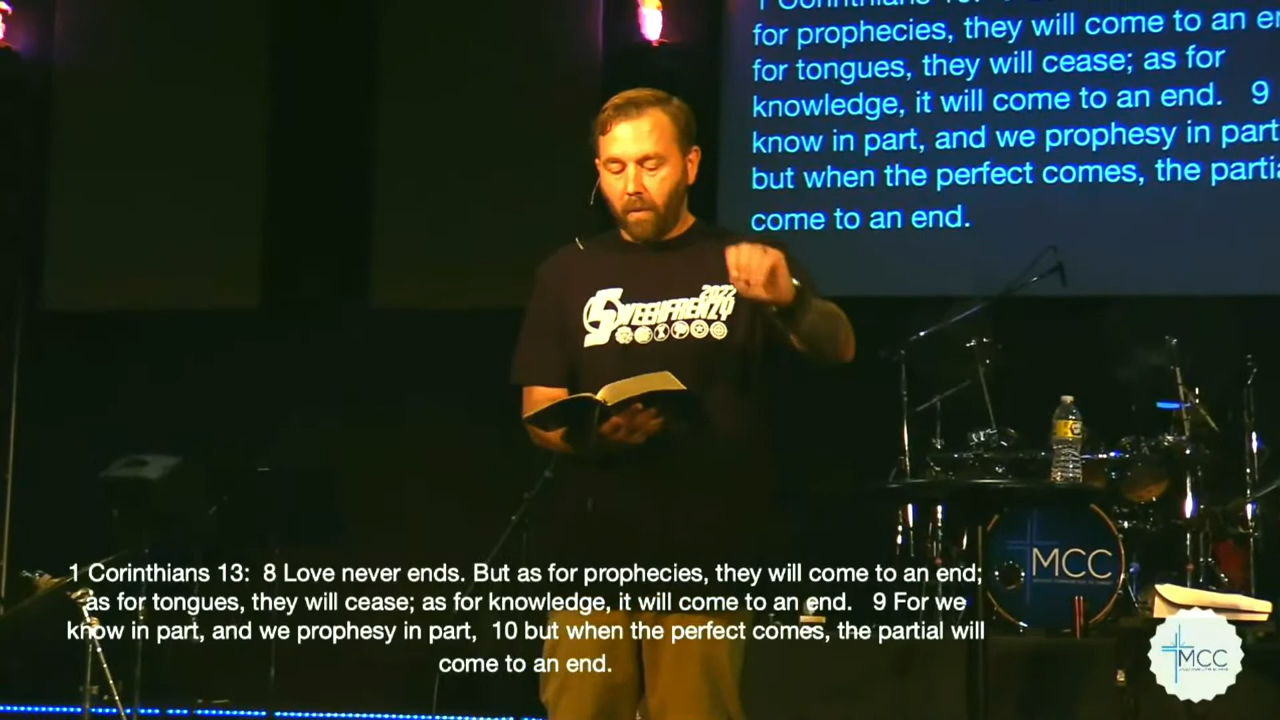 for prophecies, they will come to an
for tongues, they will cease; as for
knowledge, it will come to an end. 9
know in part, and we prophesy in part
but when the perfect comes, the
come to an end.
2022
5WEEKFRENZY
MCC
1 Corinthians 13: 8 Love never ends. But as for prophecies, they will come to an end;
as for tongues, they will cease; as for knowledge, it will come to an end. 9 For we
know in part, and we prophesy in part, 10 but when the perfect comes, the partial will
come to an end.
MCC